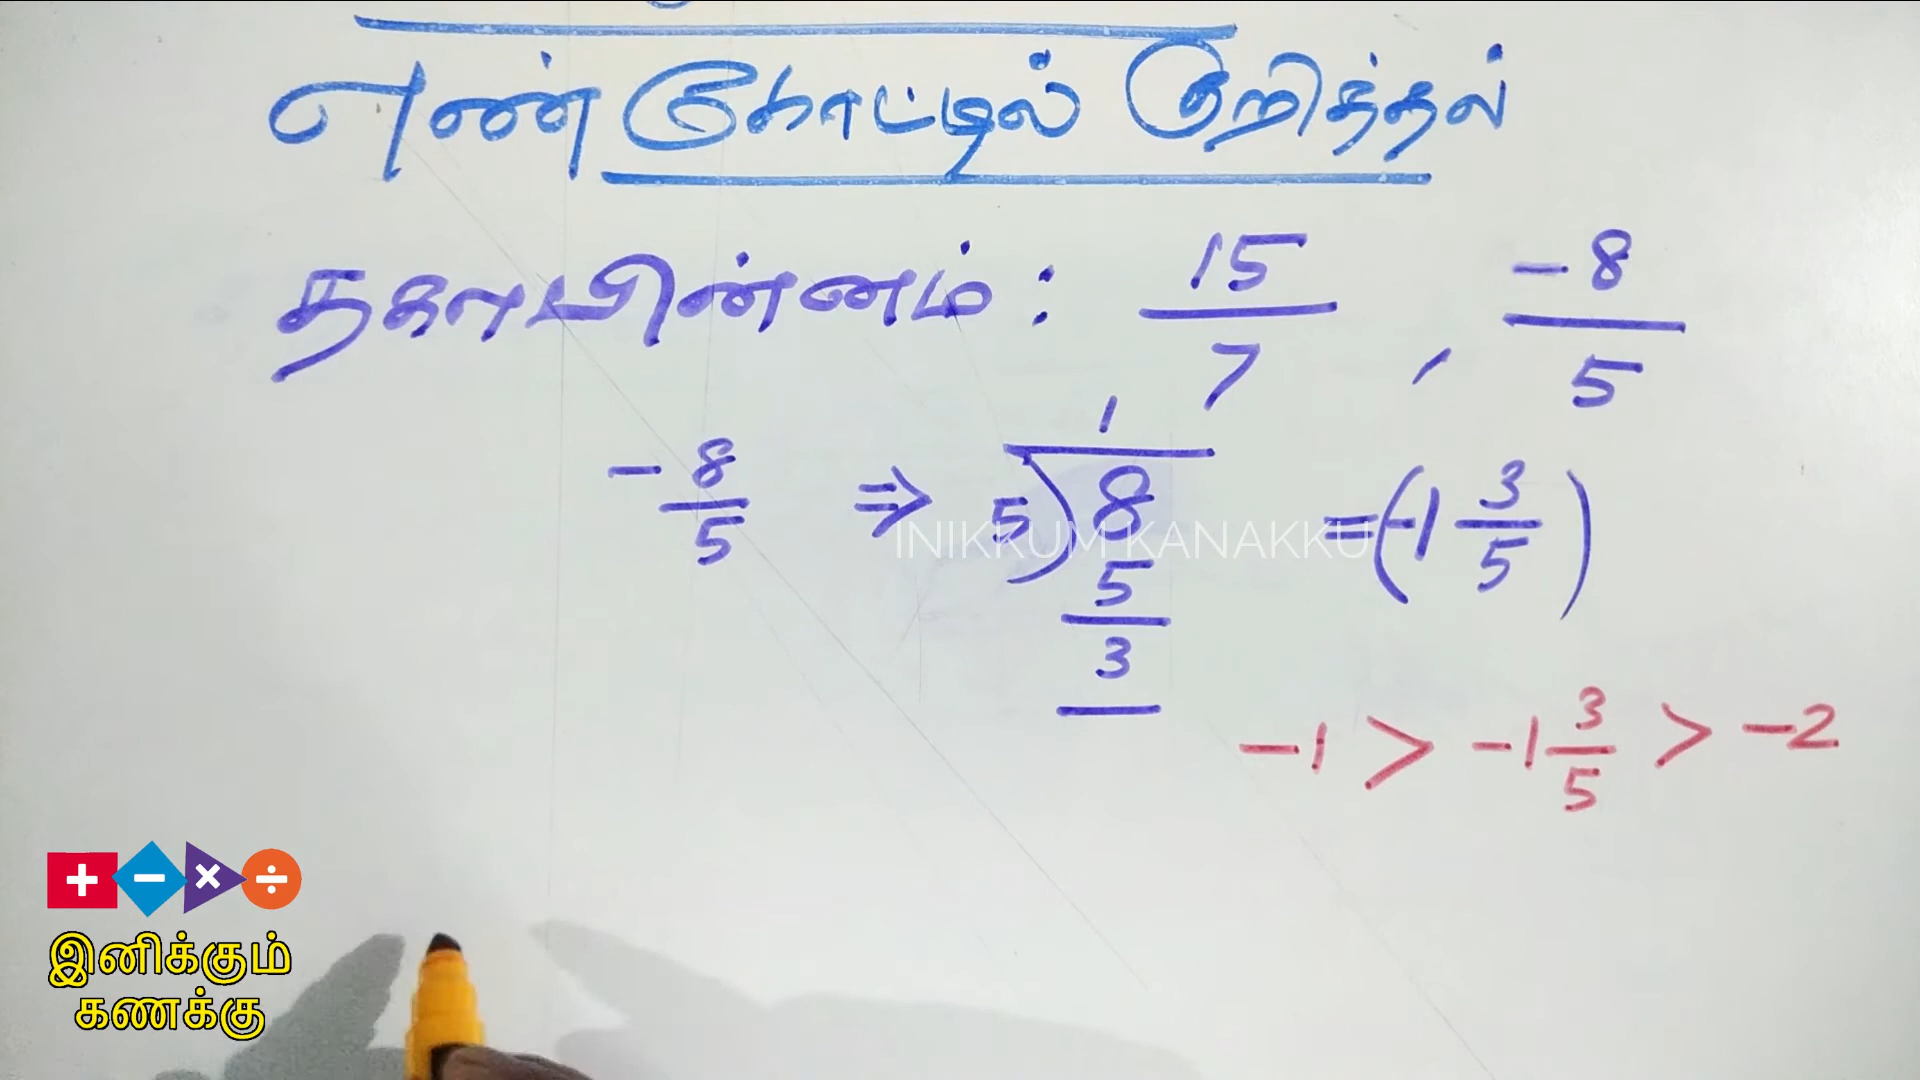 எண் கோட்டில் குறித்தல்
தகாபின்னம் : 15/7 , -8/5
-8/5 ⇒ 5)8 = (-1 3/5)
1
5
3
-1 > -1 3/5 > -2
INIKKUM KANAKKU
+ − × ÷
இனிக்கும்
கணக்கு